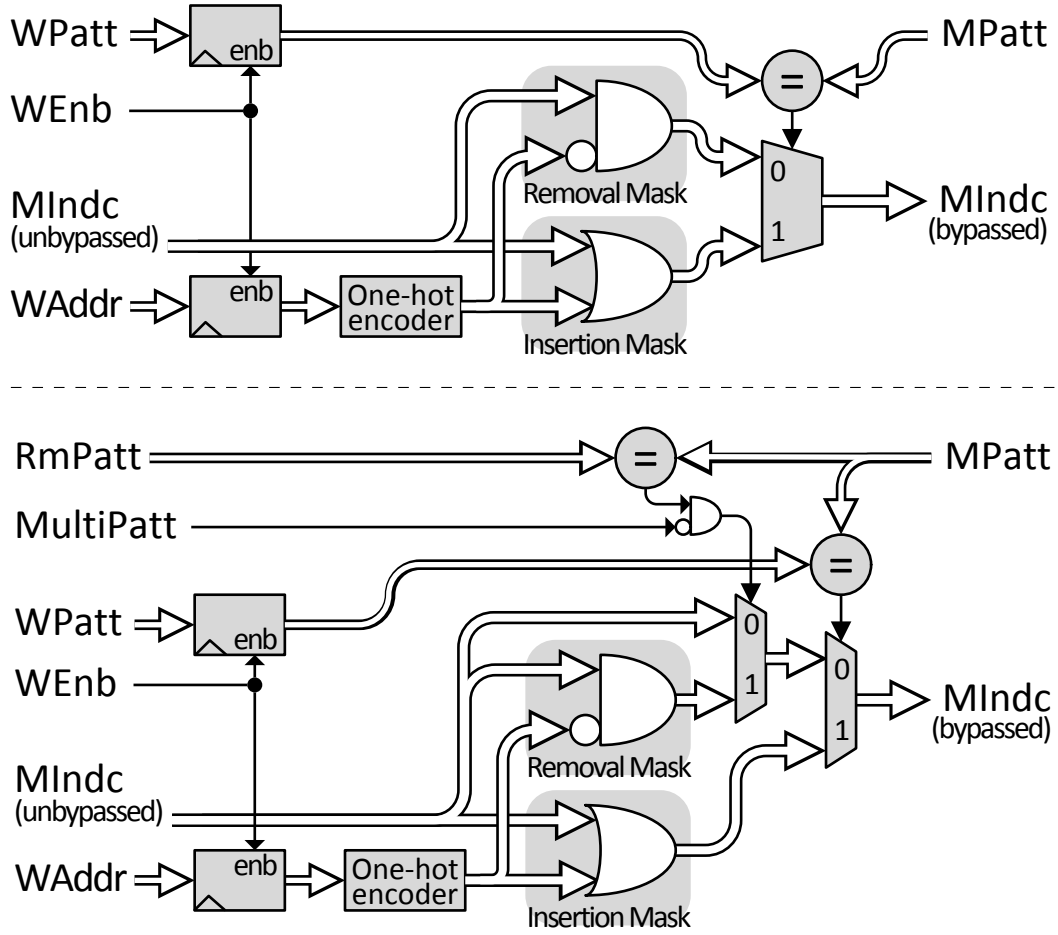 WPatt
enb
MPatt
=
WEnb
0
Removal Mask
MIndc
(unbypassed)
MIndc
(bypassed)
1
WAddr
enb
One-hot
encoder
Insertion Mask
RmPatt
=
MPatt
MultiPatt
=
WPatt
enb
0
WEnb
0
1
MIndc
(bypassed)
1
Removal Mask
MIndc
(unbypassed)
WAddr
enb
One-hot
encoder
Insertion Mask